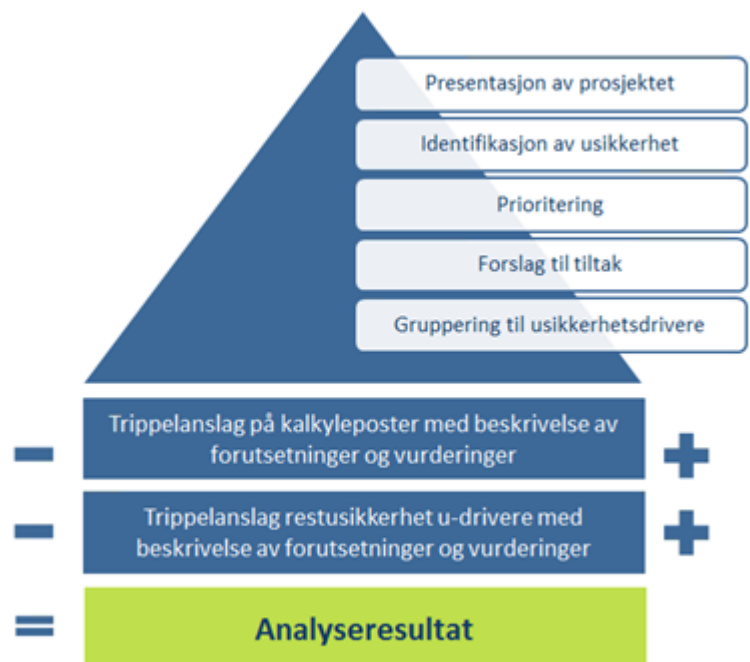 Presentasjon av prosjektet
Identifikasjon av usikkerhet
Prioritering
Forslag til tiltak
Gruppering til usikkerhetsdrivere
Trippelanslag på kalkyleposter med beskrivelse av
forutsetninger og vurderinger
Trippelanslag restusikkerhet u-drivere med
beskrivelse av forutsetninger og vurderinger
Analyseresultat